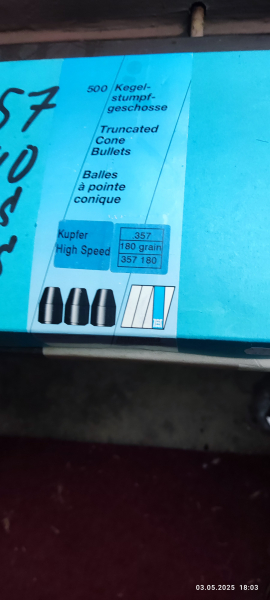 57
500 Kegel-
stumpf-
geschosse
Truncated
Cone
Bullets
Balles
à pointe
conique
Kupfer
High Speed
.357
180 grain
357 180
03.05.2025 18:03